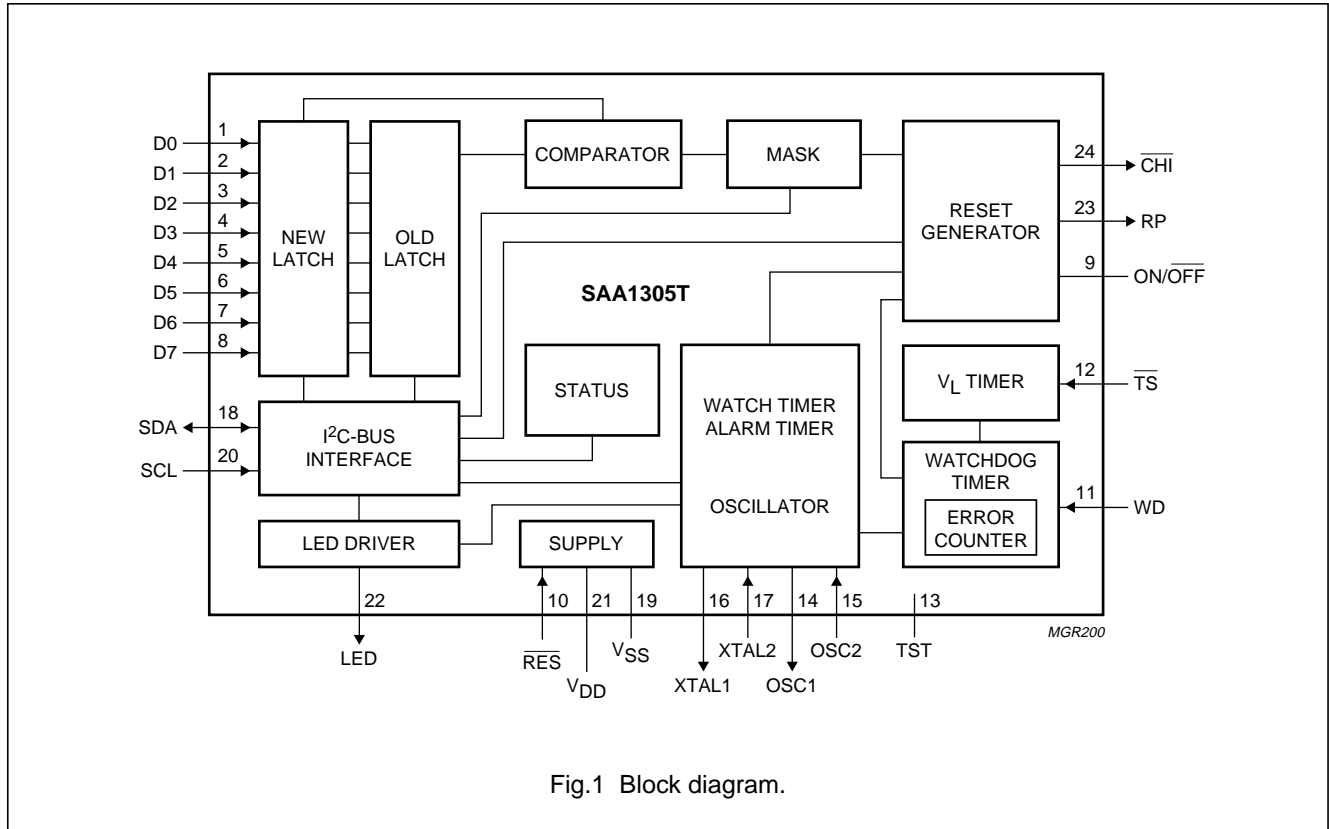 D0
1
D1
2
D2
3
D3
4
D4
5
D5
6
D6
7
D7
8
NEW
LATCH
OLD
LATCH
COMPARATOR
MASK
RESET
GENERATOR
24
C̅H̅I̅
23
RP
9
ON/O̅F̅F̅
SAA1305T
STATUS
WATCH TIMER
ALARM TIMER
OSCILLATOR
V_L TIMER
12
T̅S̅
WATCHDOG
TIMER
ERROR
COUNTER
11
WD
SDA
18
SCL
20
I²C-BUS
INTERFACE
LED DRIVER
SUPPLY
22
10
21
19
16
17
14
15
13
LED
R̅E̅S̅
V_DD
V_SS
XTAL1
XTAL2
OSC1
OSC2
TST
MGR200
Fig.1 Block diagram.